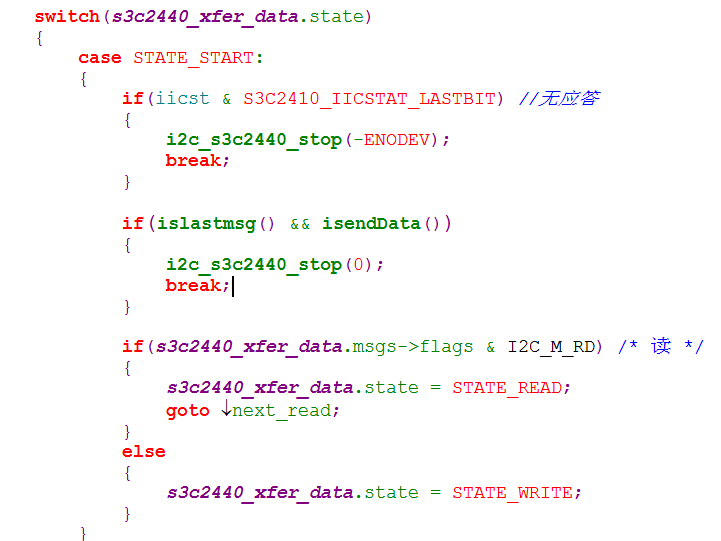 switch(s3c2440_xfer_data.state)
{
    case STATE_START:
    {
        if(iicst & S3C2410_IICSTAT_LASTBIT) //无应答
        {
            i2c_s3c2440_stop(-ENODEV);
            break;
        }
        if(islastmsg() && isendData())
        {
            i2c_s3c2440_stop(0);
            break;
        }
        if(s3c2440_xfer_data.msgs->flags & I2C_M_RD) /* 读 */
        {
            s3c2440_xfer_data.state = STATE_READ;
            goto ↓next_read;
        }
        else
        {
            s3c2440_xfer_data.state = STATE_WRITE;
        }
    }